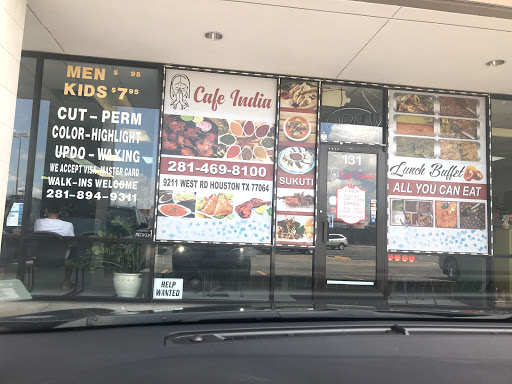 MEN $ 95
KIDS $7.95
CUT - PERM
COLOR-HIGHLIGHT
UPDO - WAXING
WE ACCEPT VISA MASTER CARD
WALK-INS WELCOME
281-894-9311
Cafe India
281-469-8100
9211 WEST RD HOUSTON TX 77064
HELP
WANTED
SUKUTI
131
Lunch Buffet
ALL YOU CAN EAT